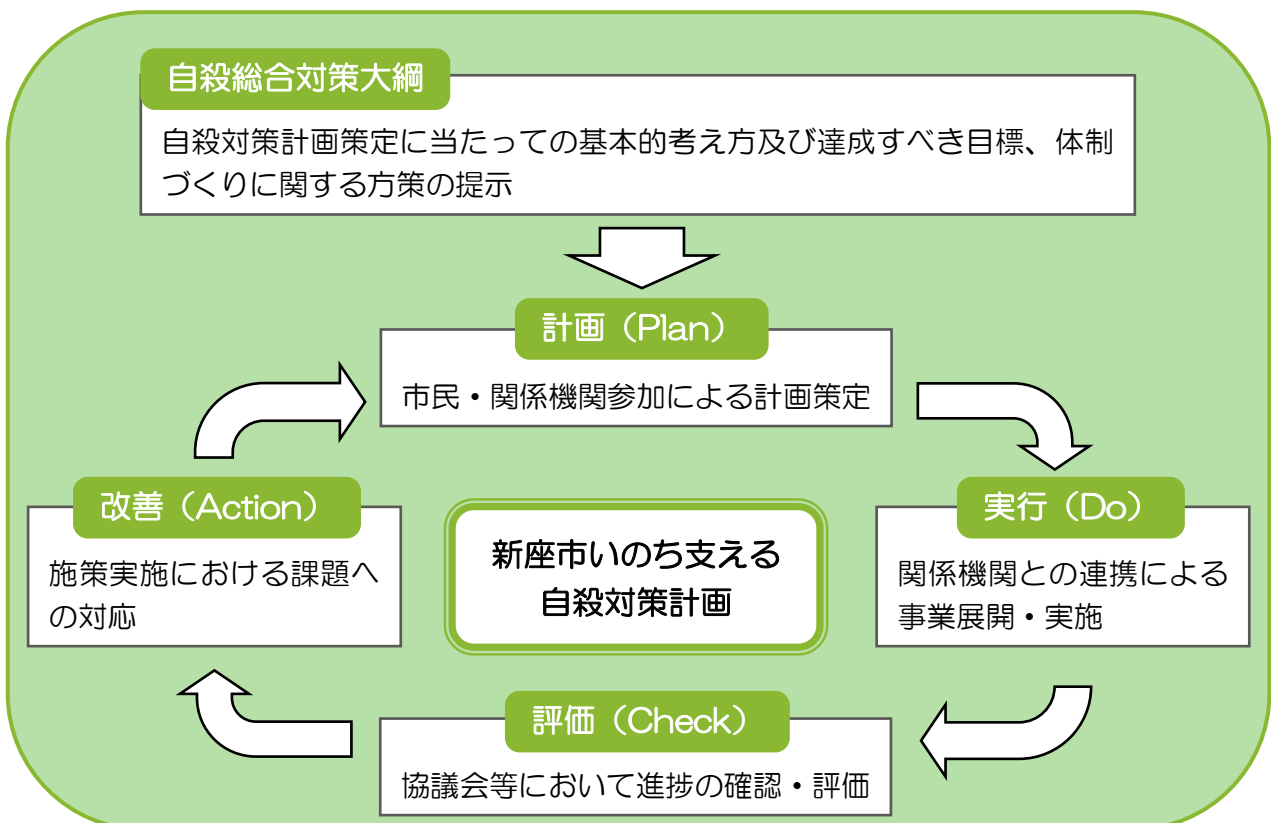 自殺総合対策大綱
自殺対策計画策定に当たっての基本的考え方及び達成すべき目標、体制
づくりに関する方策の提示
計画（Plan）
市民・関係機関参加による計画策定
改善（Action）
施策実施における課題へ
の対応
新座市いのち支える
自殺対策計画
実行（Do）
関係機関との連携による
事業展開・実施
評価（Check）
協議会等において進捗の確認・評価